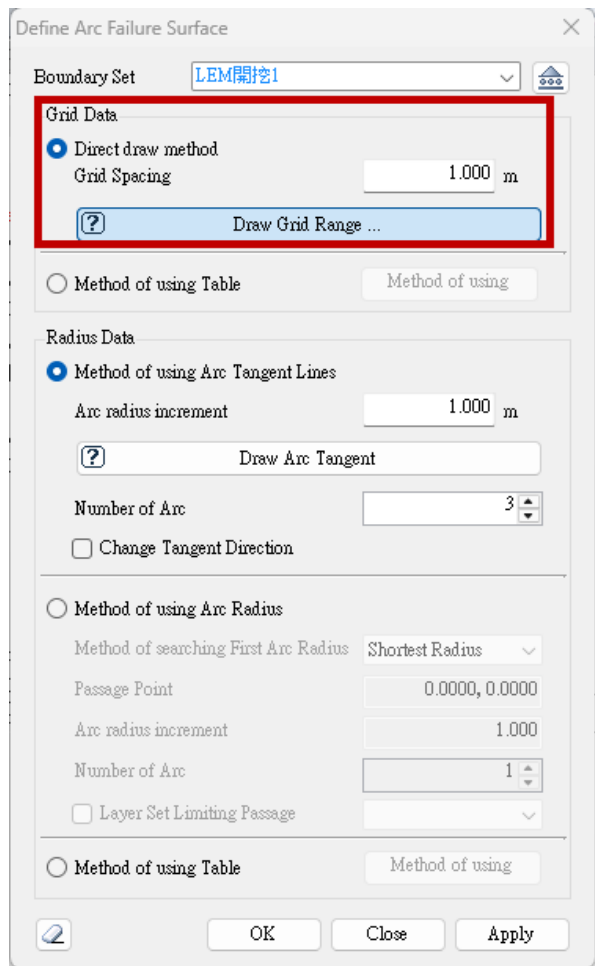 Define Arc Failure Surface
Boundary Set LEM開挖1
Grid Data
Direct draw method
Grid Spacing 1.000 m
? Draw Grid Range ...
Method of using Table Method of using
Radius Data
Method of using Arc Tangent Lines
Arc radius increment 1.000 m
? Draw Arc Tangent
Number of Arc 3
Change Tangent Direction
Method of using Arc Radius
Method of searching First Arc Radius Shortest Radius
Passage Point 0.0000, 0.0000
Arc radius increment 1.000
Number of Arc 1
Layer Set Limiting Passage
Method of using Table Method of using
OK Close Apply